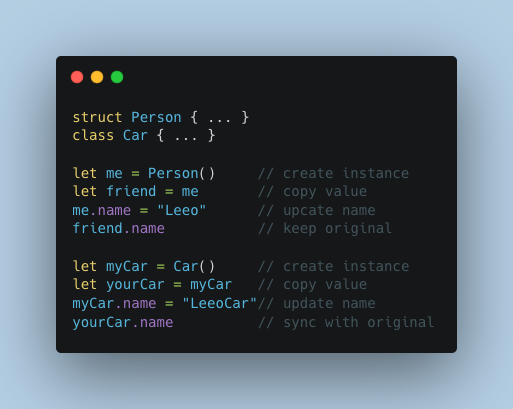 struct Person { ... }
class Car { ... }
let me = Person() // create instance
let friend = me // copy value
me.name = "Leeo" // upcate name
friend.name // keep original
let myCar = Car() // create instance
let yourCar = myCar // copy value
myCar.name = "LeeoCar"// update name
yourCar.name // sync with original